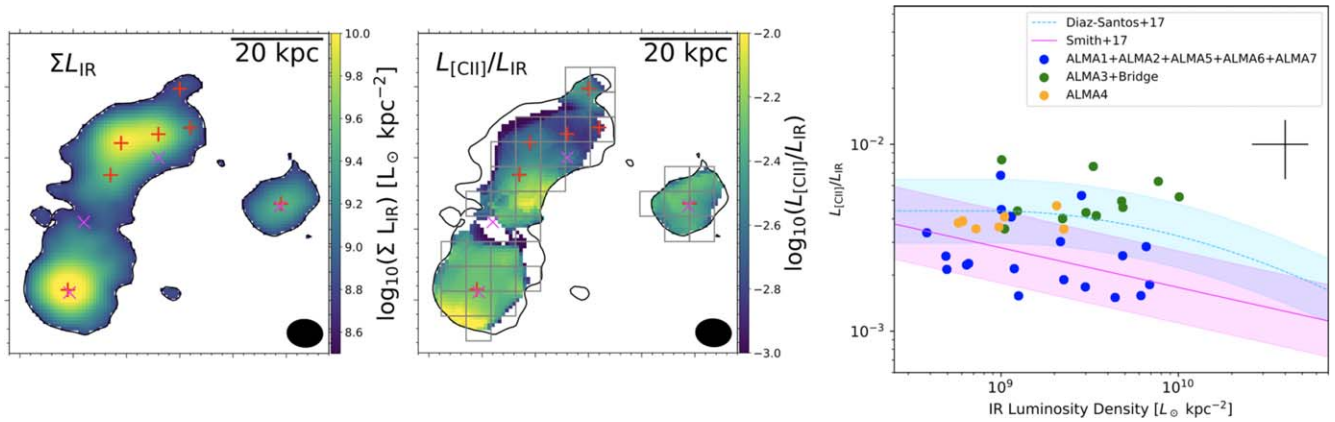 ΣL_IR
20 kpc
10.0
9.8
9.6
9.4
9.2
9.0
8.8
8.6
log₁₀(Σ L_IR) [L⊙ kpc⁻²]
L_[CII]/L_IR
20 kpc
−2.0
−2.2
−2.4
−2.6
−2.8
−3.0
log₁₀(L_[CII]/L_IR)
Diaz-Santos+17
Smith+17
ALMA1+ALMA2+ALMA5+ALMA6+ALMA7
ALMA3+Bridge
ALMA4
L_[CII]/L_IR
10⁻²
10⁻³
10⁹
10¹⁰
IR Luminosity Density [L⊙ kpc⁻²]